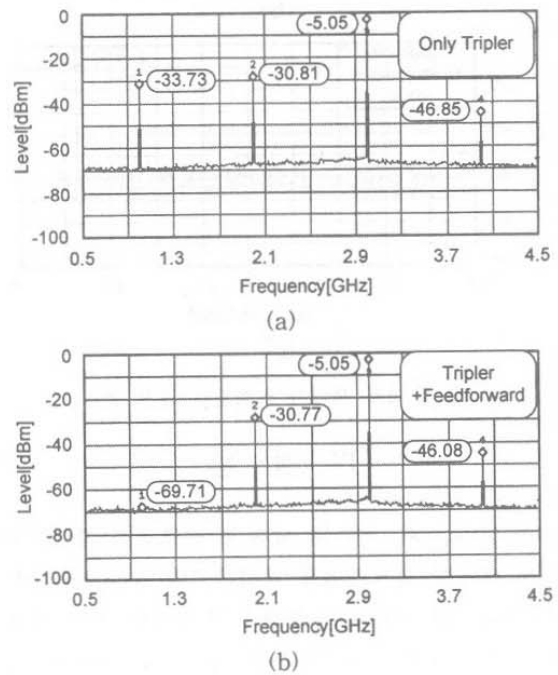 0
-20
-40
-60
-80
-100
Level[dBm]
-5.05
Only Tripler
1
-33.73
2
-30.81
-46.85
4
0.5 1.3 2.1 2.9 3.7 4.5
Frequency[GHz]
(a)
0
-20
-40
-60
-80
-100
Level[dBm]
-5.05
Tripler
+Feedforward
2
-30.77
-46.08
4
1
-69.71
0.5 1.3 2.1 2.9 3.7 4.5
Frequency[GHz]
(b)